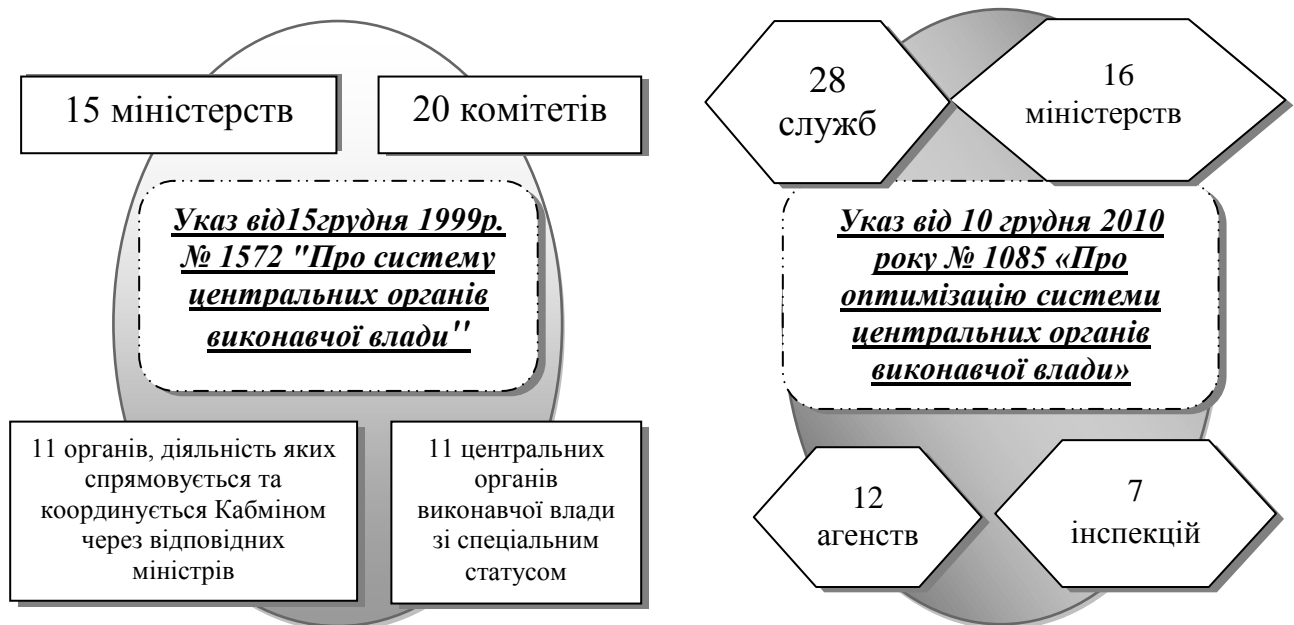 15 міністерств
20 комітетів
Указ від15грудня 1999р.
№ 1572 "Про систему
центральних органів
виконавчої влади"
11 органів, діяльність яких
спрямовується та
координується Кабміном
через відповідних
міністрів
11 центральних
органів
виконавчої влади
зі спеціальним
статусом
28
служб
16
міністерств
Указ від 10 грудня 2010
року № 1085 «Про
оптимізацію системи
центральних органів
виконавчої влади»
12
агенств
7
інспекцій